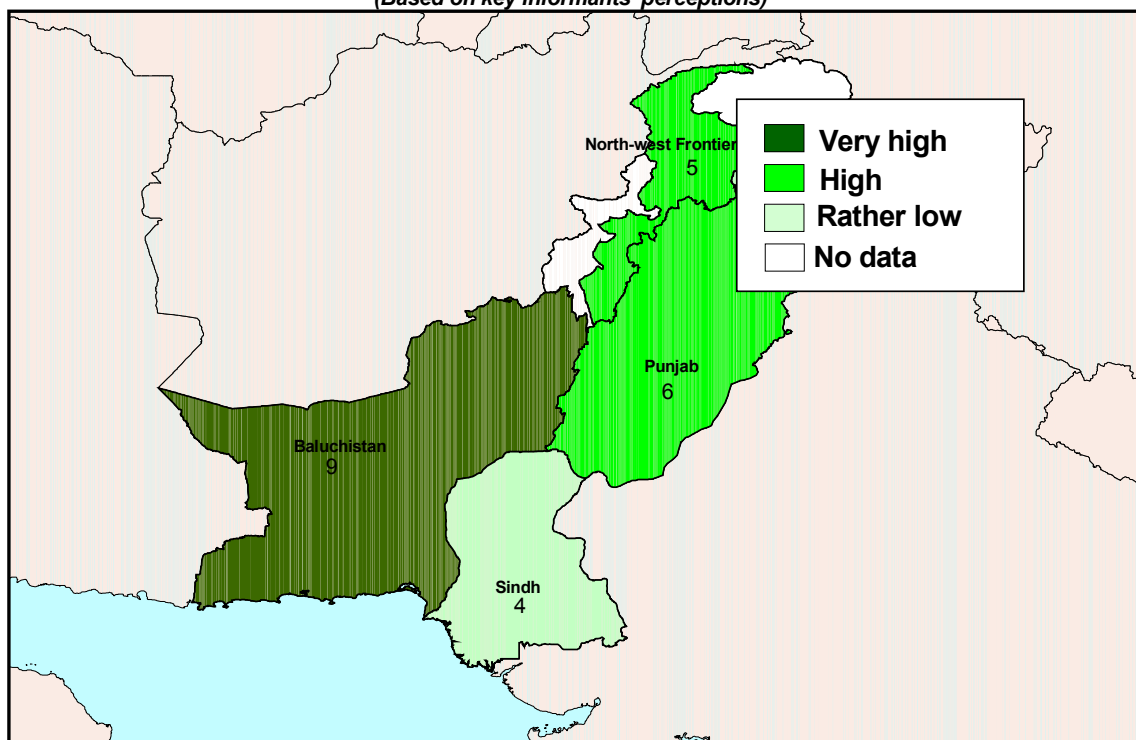 (Based on key informants' perceptions)
Very high
High
Rather low
No data
North-west Frontier
5
Punjab
6
Baluchistan
9
Sindh
4